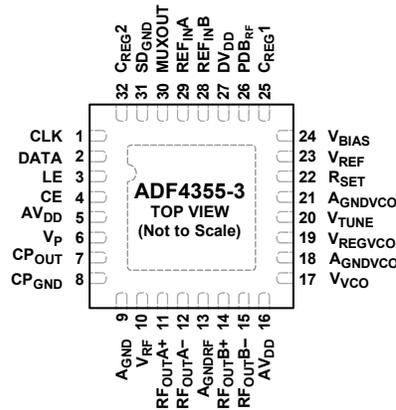 32 CREG2
31 SDGND
30 MUXOUT
29 REFINA
28 REFINB
27 DVDD
26 PDBRF
25 CREG1
CLK 1
DATA 2
LE 3
CE 4
AVDD 5
VP 6
CPOUT 7
CPGND 8
ADF4355-3
TOP VIEW
(Not to Scale)
24 VBIAS
23 VREF
22 RSET
21 AGNDVCO
20 VTUNE
19 VREGVCO
18 AGNDVCO
17 VVCO
AGND 9
VRF 10
RFOUTA+ 11
RFOUTA− 12
AGNDRF 13
RFOUTB+ 14
RFOUTB− 15
AVDD 16